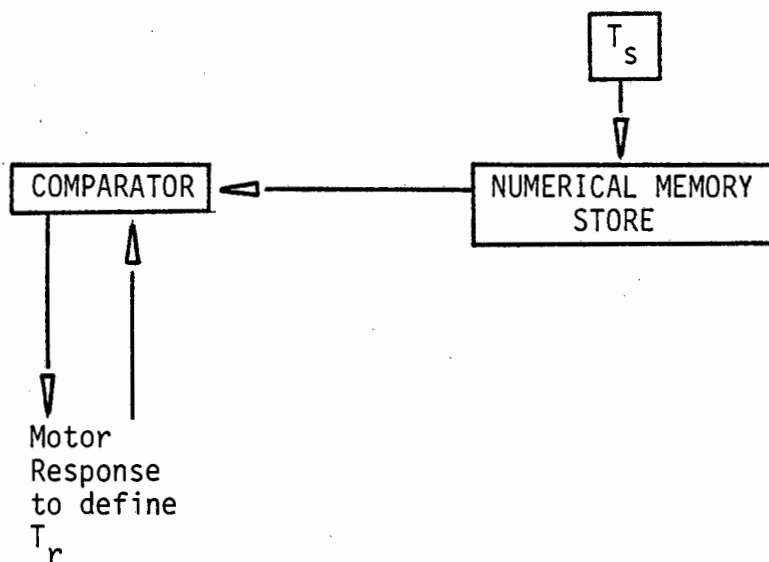 T_s
COMPARATOR
NUMERICAL MEMORY
STORE
Motor
Response
to define
T_r